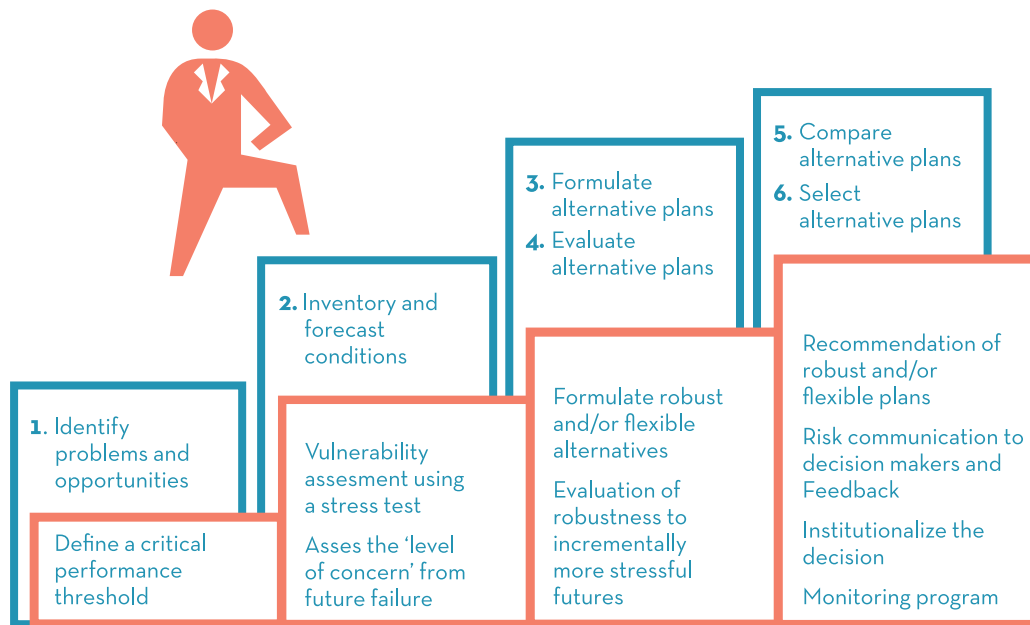 1. Identify
problems and
opportunities
Define a critical
performance
threshold
2. Inventory and
forecast
conditions
Vulnerability
assesment using
a stress test
Asses the ‘level
of concern’ from
future failure
3. Formulate
alternative plans
4. Evaluate
alternative plans
Formulate robust
and/or flexible
alternatives
Evaluation of
robustness to
incrementally
more stressful
futures
5. Compare
alternative plans
6. Select
alternative plans
Recommendation of
robust and/or
flexible plans
Risk communication to
decision makers and
Feedback
Institutionalize the
decision
Monitoring program